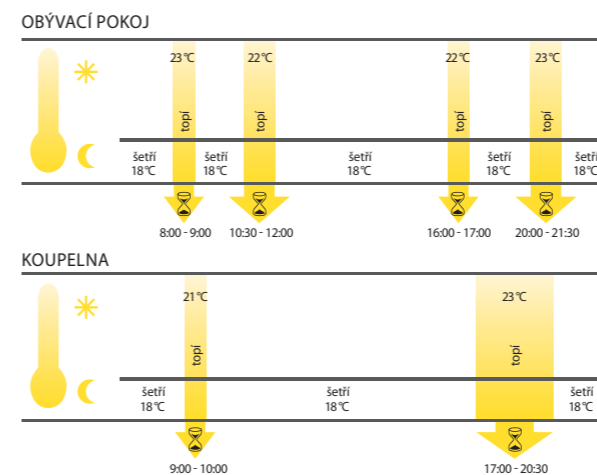 OBÝVACÍ POKOJ
23°C 22°C 22°C 23°C
topí topí topí topí
šetří šetří šetří šetří šetří
18°C 18°C 18°C 18°C 18°C
8:00 - 9:00 10:30 - 12:00 16:00 - 17:00 20:00 - 21:30
KOUPELNA
21°C 23°C
topí topí
šetří šetří šetří
18°C 18°C 18°C
9:00 - 10:00 17:00 - 20:30